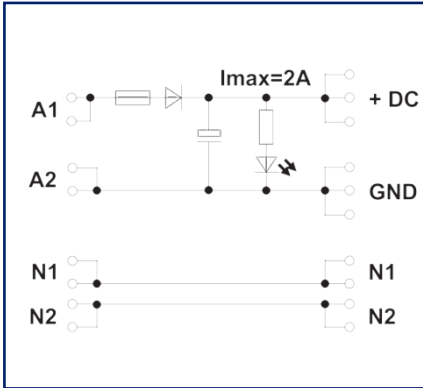 Imax=2A
A1
+ DC
A2
GND
N1
N1
N2
N2